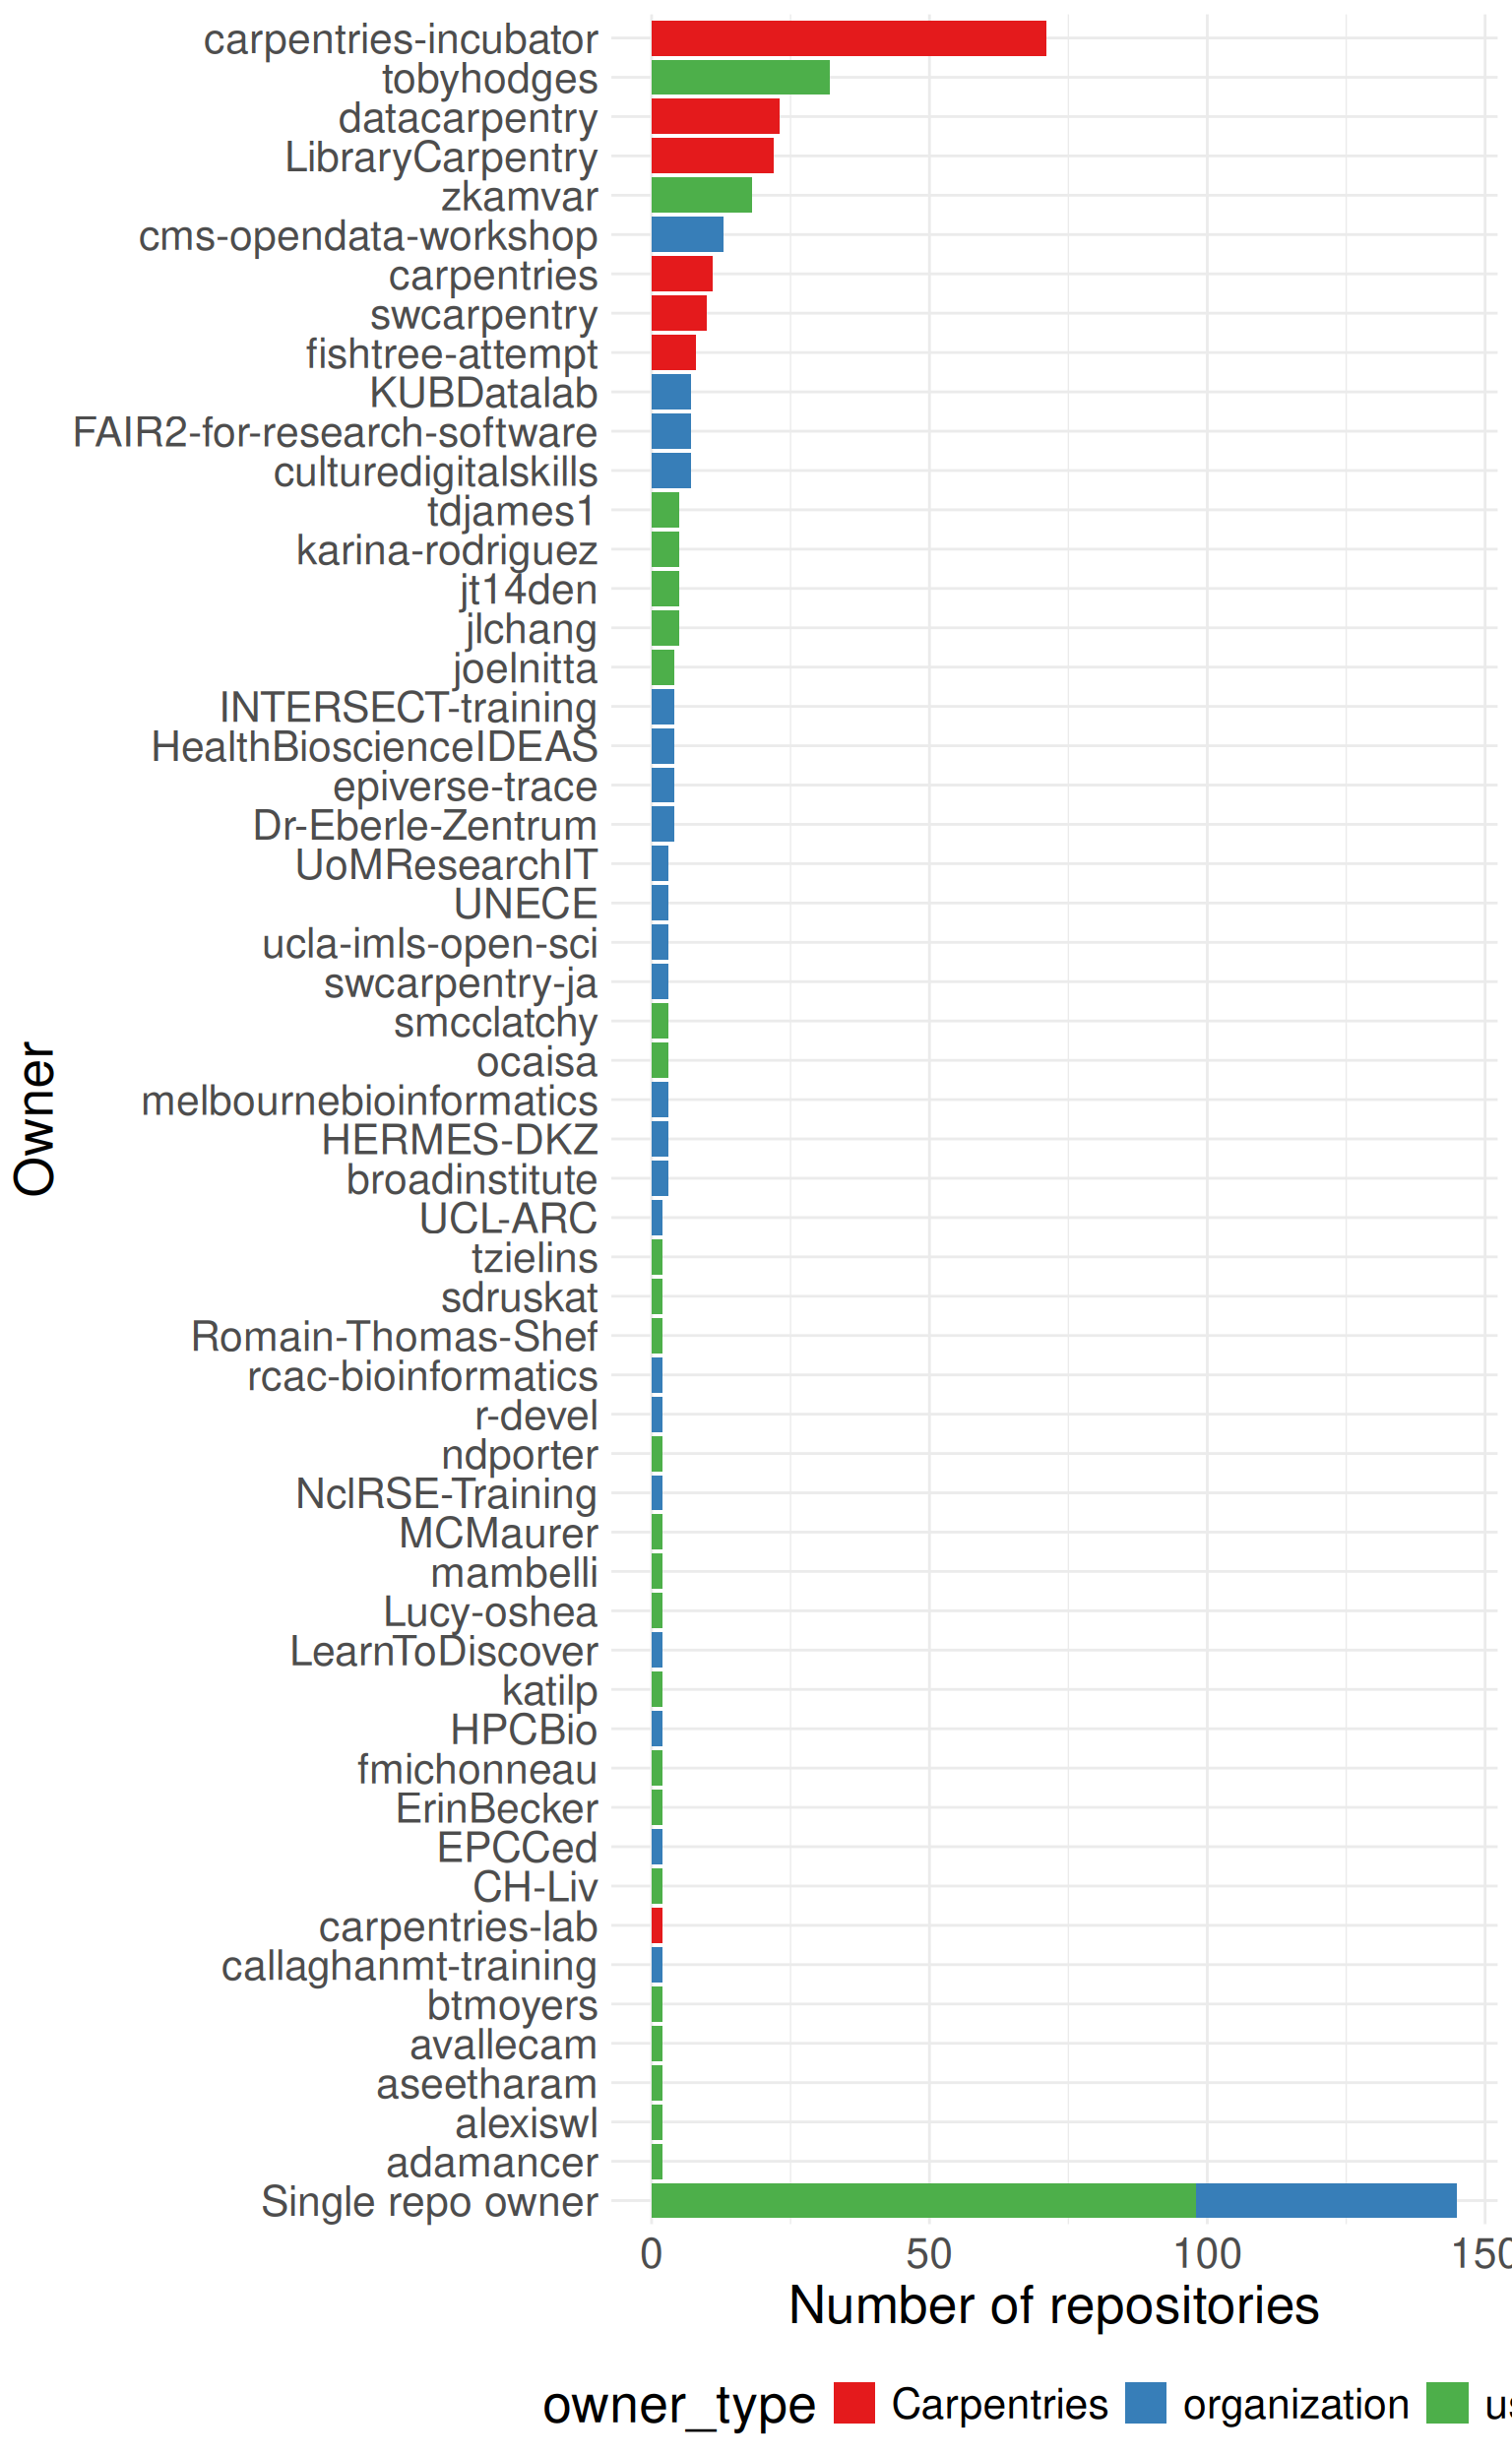 carpentries-incubator
tobyhodges
datacarpentry
LibraryCarpentry
zkamvar
cms-opendata-workshop
carpentries
swcarpentry
fishtree-attempt
KUBDatalab
FAIR2-for-research-software
culturedigitalskills
tdjames1
karina-rodriguez
jt14den
jlchang
joelnitta
INTERSECT-training
HealthBioscienceIDEAS
epiverse-trace
Dr-Eberle-Zentrum
UoMResearchIT
UNECE
ucla-imls-open-sci
swcarpentry-ja
smcclatchy
ocaisa
melbournebioinformatics
HERMES-DKZ
broadinstitute
UCL-ARC
tzielins
sdruskat
Romain-Thomas-Shef
rcac-bioinformatics
r-devel
ndporter
NclRSE-Training
MCMaurer
mambelli
Lucy-oshea
LearnToDiscover
katilp
HPCBio
fmichonneau
ErinBecker
EPCCed
CH-Liv
carpentries-lab
callaghanmt-training
btmoyers
avallecam
aseetharam
alexiswl
adamancer
Single repo owner
Owner
0 50 100 150
Number of repositories
owner_type Carpentries organization